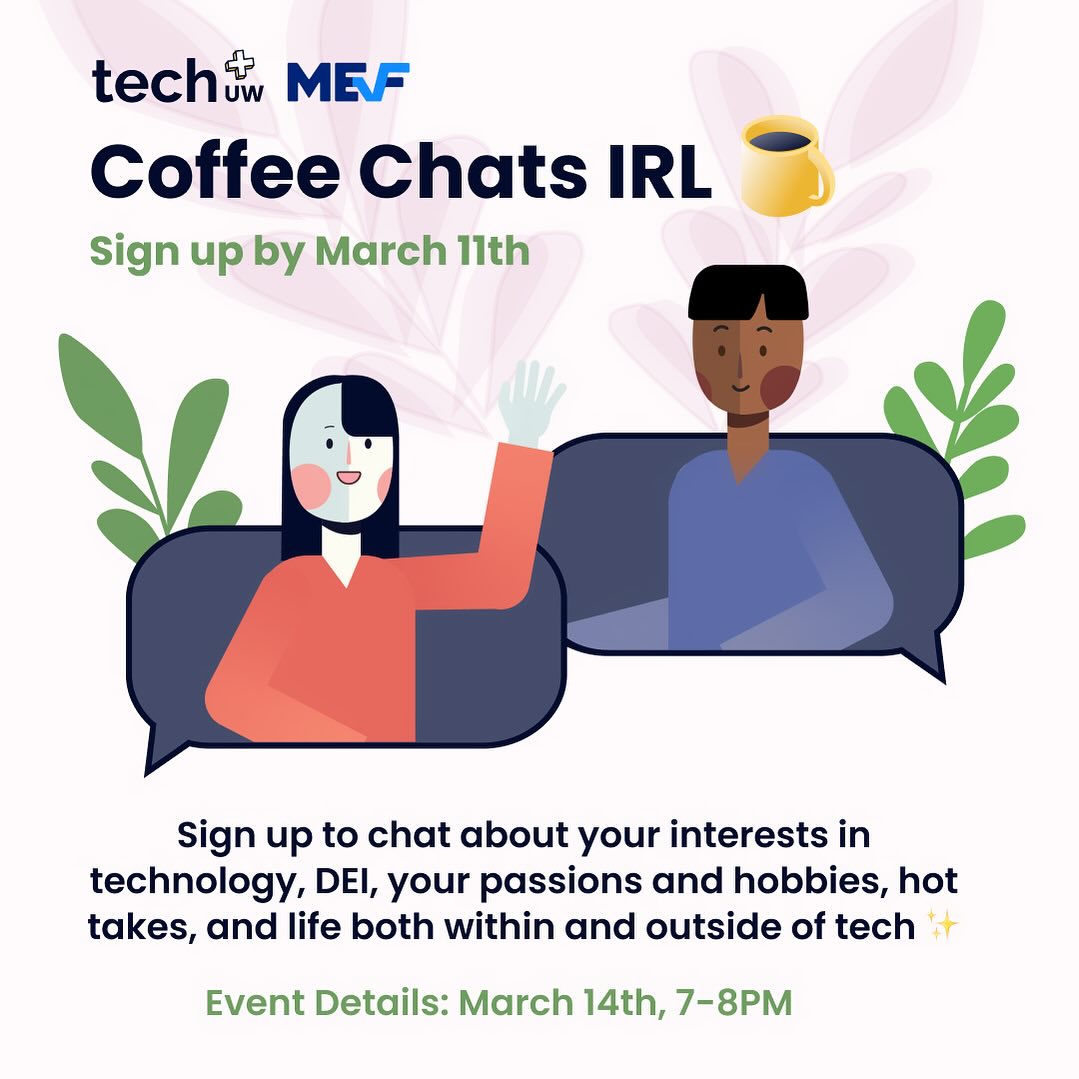 tech+ UW MEVF
Coffee Chats IRL
Sign up by March 11th
Sign up to chat about your interests in
technology, DEI, your passions and hobbies, hot
takes, and life both within and outside of tech ✨
Event Details: March 14th, 7-8PM